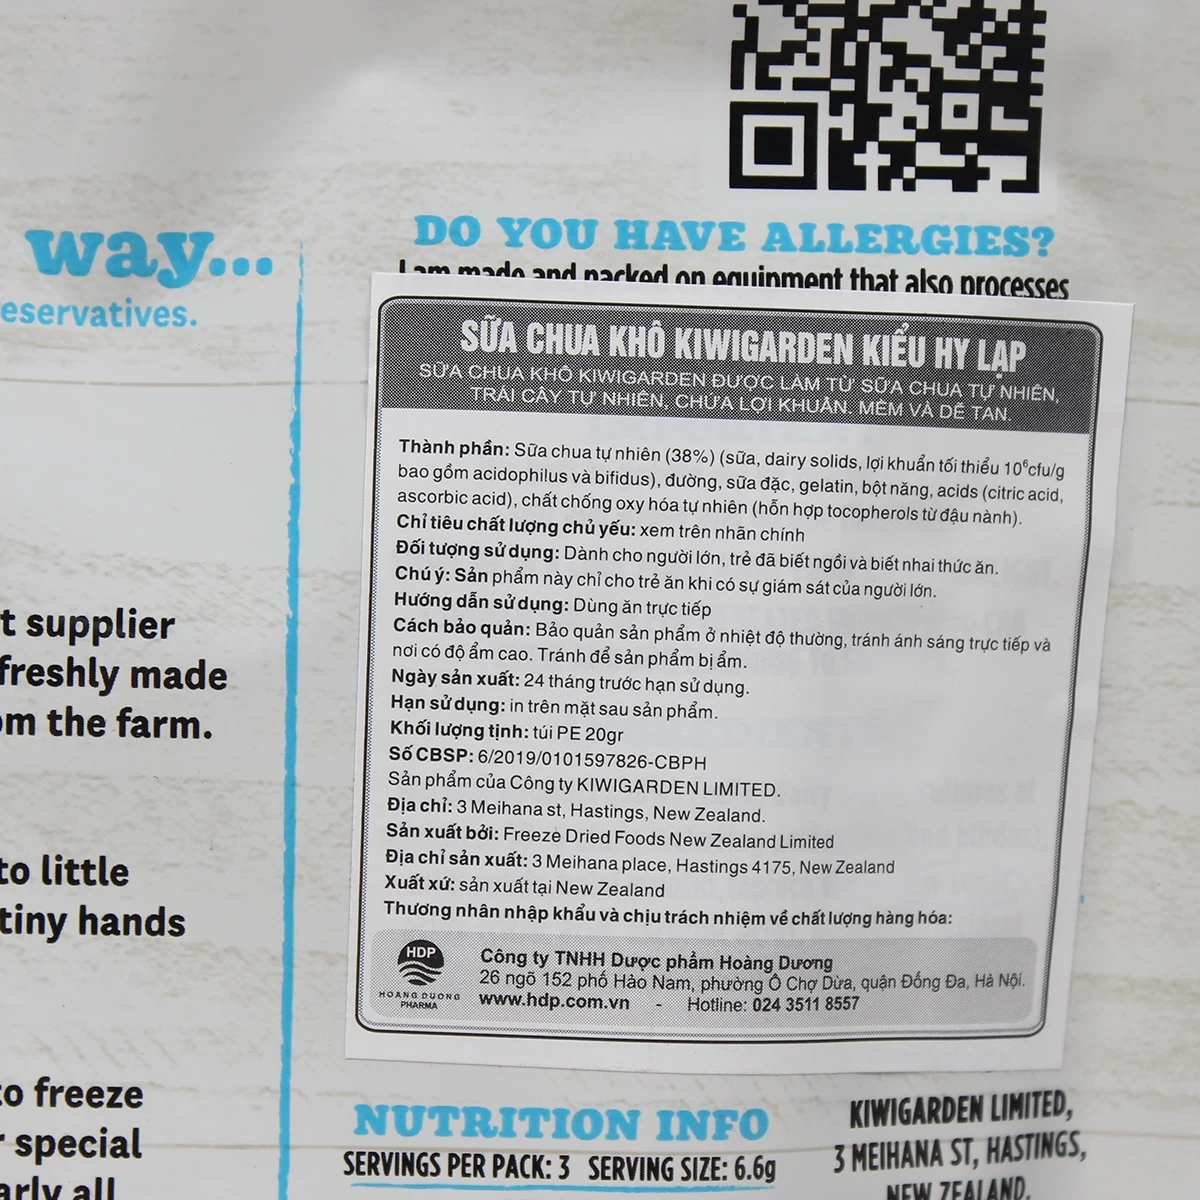 way...
eservatives.
t supplier
freshly made
om the farm.
to little
tiny hands
to freeze
r special
arly all
DO YOU HAVE ALLERGIES?
I am made and packed on equipment that also processes
SỮA CHUA KHÔ KIWIGARDEN KIỂU HY LẠP
SỮA CHUA KHÔ KIWIGARDEN ĐƯỢC LÀM TỪ SỮA CHUA TỰ NHIÊN,
TRÁI CÂY TỰ NHIÊN, CHỨA LỢI KHUẨN. MỀM VÀ DỄ TAN.
Thành phần: Sữa chua tự nhiên (38%) (sữa, dairy solids, lợi khuẩn tối thiểu 10⁶cfu/g
bao gồm acidophilus và bifidus), đường, sữa đặc, gelatin, bột năng, acids (citric acid,
ascorbic acid), chất chống oxy hóa tự nhiên (hỗn hợp tocopherols từ đậu nành).
Chỉ tiêu chất lượng chủ yếu: xem trên nhãn chính
Đối tượng sử dụng: Dành cho người lớn, trẻ đã biết ngồi và biết nhai thức ăn.
Chú ý: Sản phẩm này chỉ cho trẻ ăn khi có sự giám sát của người lớn.
Hướng dẫn sử dụng: Dùng ăn trực tiếp
Cách bảo quản: Bảo quản sản phẩm ở nhiệt độ thường, tránh ánh sáng trực tiếp và
nơi có độ ẩm cao. Tránh để sản phẩm bị ẩm.
Ngày sản xuất: 24 tháng trước hạn sử dụng.
Hạn sử dụng: in trên mặt sau sản phẩm.
Khối lượng tịnh: túi PE 20gr
Số CBSP: 6/2019/0101597826-CBPH
Sản phẩm của Công ty KIWIGARDEN LIMITED.
Địa chỉ: 3 Meihana st, Hastings, New Zealand.
Sản xuất bởi: Freeze Dried Foods New Zealand Limited
Địa chỉ sản xuất: 3 Meihana place, Hastings 4175, New Zealand
Xuất xứ: sản xuất tại New Zealand
Thương nhân nhập khẩu và chịu trách nhiệm về chất lượng hàng hóa:
HDP
HOANG DUONG
PHARMA
Công ty TNHH Dược phẩm Hoàng Dương
26 ngõ 152 phố Hào Nam, phường Ô Chợ Dừa, quận Đống Đa, Hà Nội.
www.hdp.com.vn - Hotline: 024 3511 8557
NUTRITION INFO
SERVINGS PER PACK: 3 SERVING SIZE: 6.6g
KIWIGARDEN LIMITED,
3 MEIHANA ST, HASTINGS,
NEW ZEALAND.